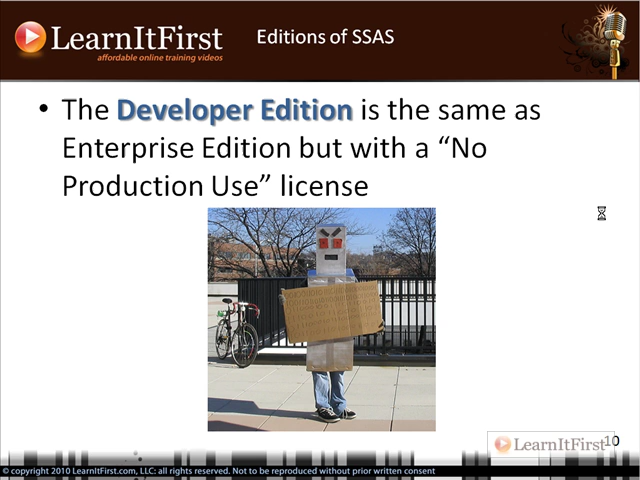 LearnItFirst
affordable online training videos
Editions of SSAS
• The Developer Edition is the same as
Enterprise Edition but with a “No
Production Use” license
LearnItFirst
10
© copyright 2010 LearnItFirst.com, LLC: all rights reserved. Not to be reproduced without prior written consent